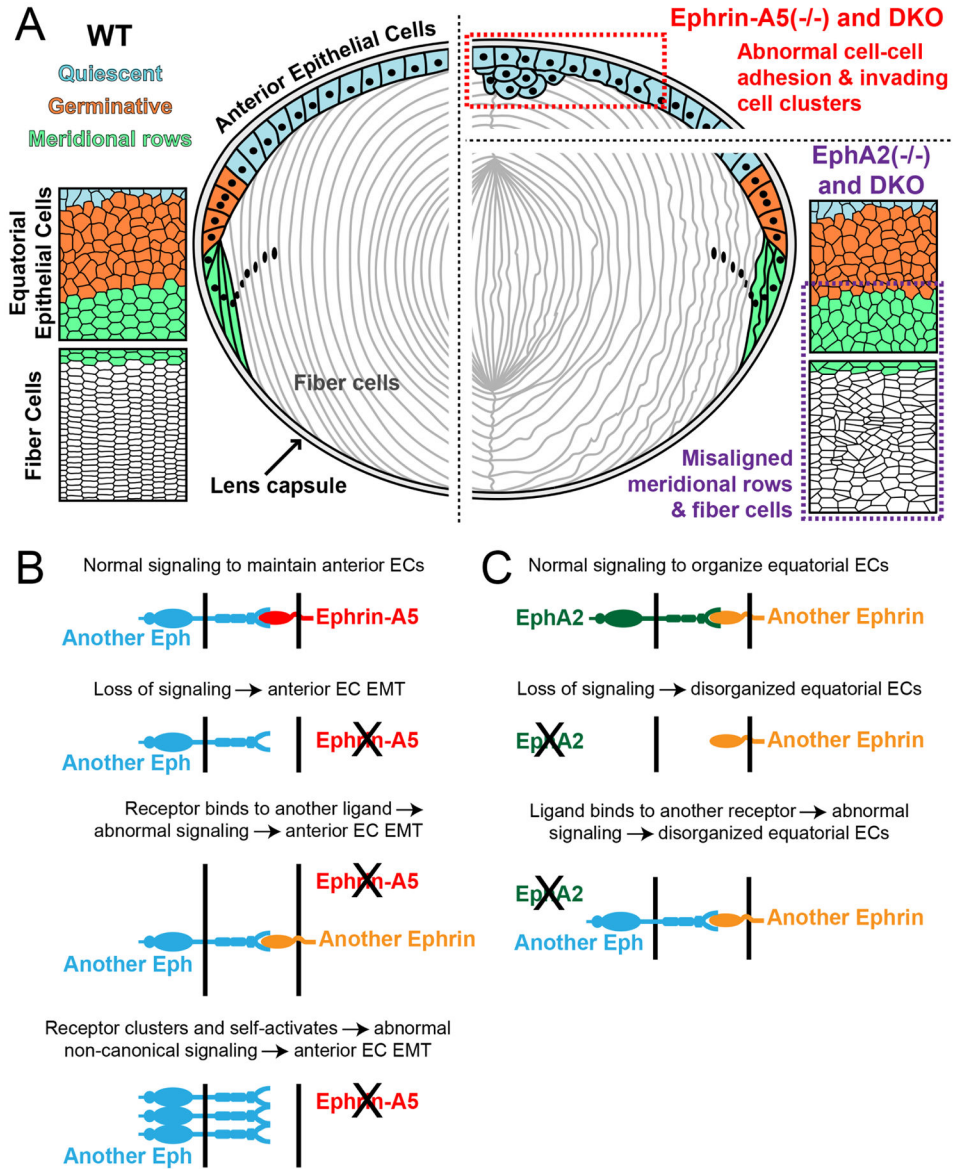 A
WT
Quiescent
Germinative
Meridional rows
Anterior Epithelial Cells
Equatorial
Epithelial Cells
Fiber Cells
Fiber cells
Lens capsule
Ephrin-A5(-/-) and DKO
Abnormal cell-cell
adhesion & invading
cell clusters
EphA2(-/-)
and DKO
Misaligned
meridional rows
& fiber cells
B
Normal signaling to maintain anterior ECs
Another Eph
Ephrin-A5
Loss of signaling → anterior EC EMT
Another Eph
Ephrin-A5
Receptor binds to another ligand →
abnormal signaling → anterior EC EMT
Ephrin-A5
Another Eph
Another Ephrin
Receptor clusters and self-activates → abnormal
non-canonical signaling → anterior EC EMT
Ephrin-A5
Another Eph
C
Normal signaling to organize equatorial ECs
EphA2
Another Ephrin
Loss of signaling → disorganized equatorial ECs
EphA2
Another Ephrin
Ligand binds to another receptor → abnormal
signaling → disorganized equatorial ECs
EphA2
Another Eph
Another Ephrin